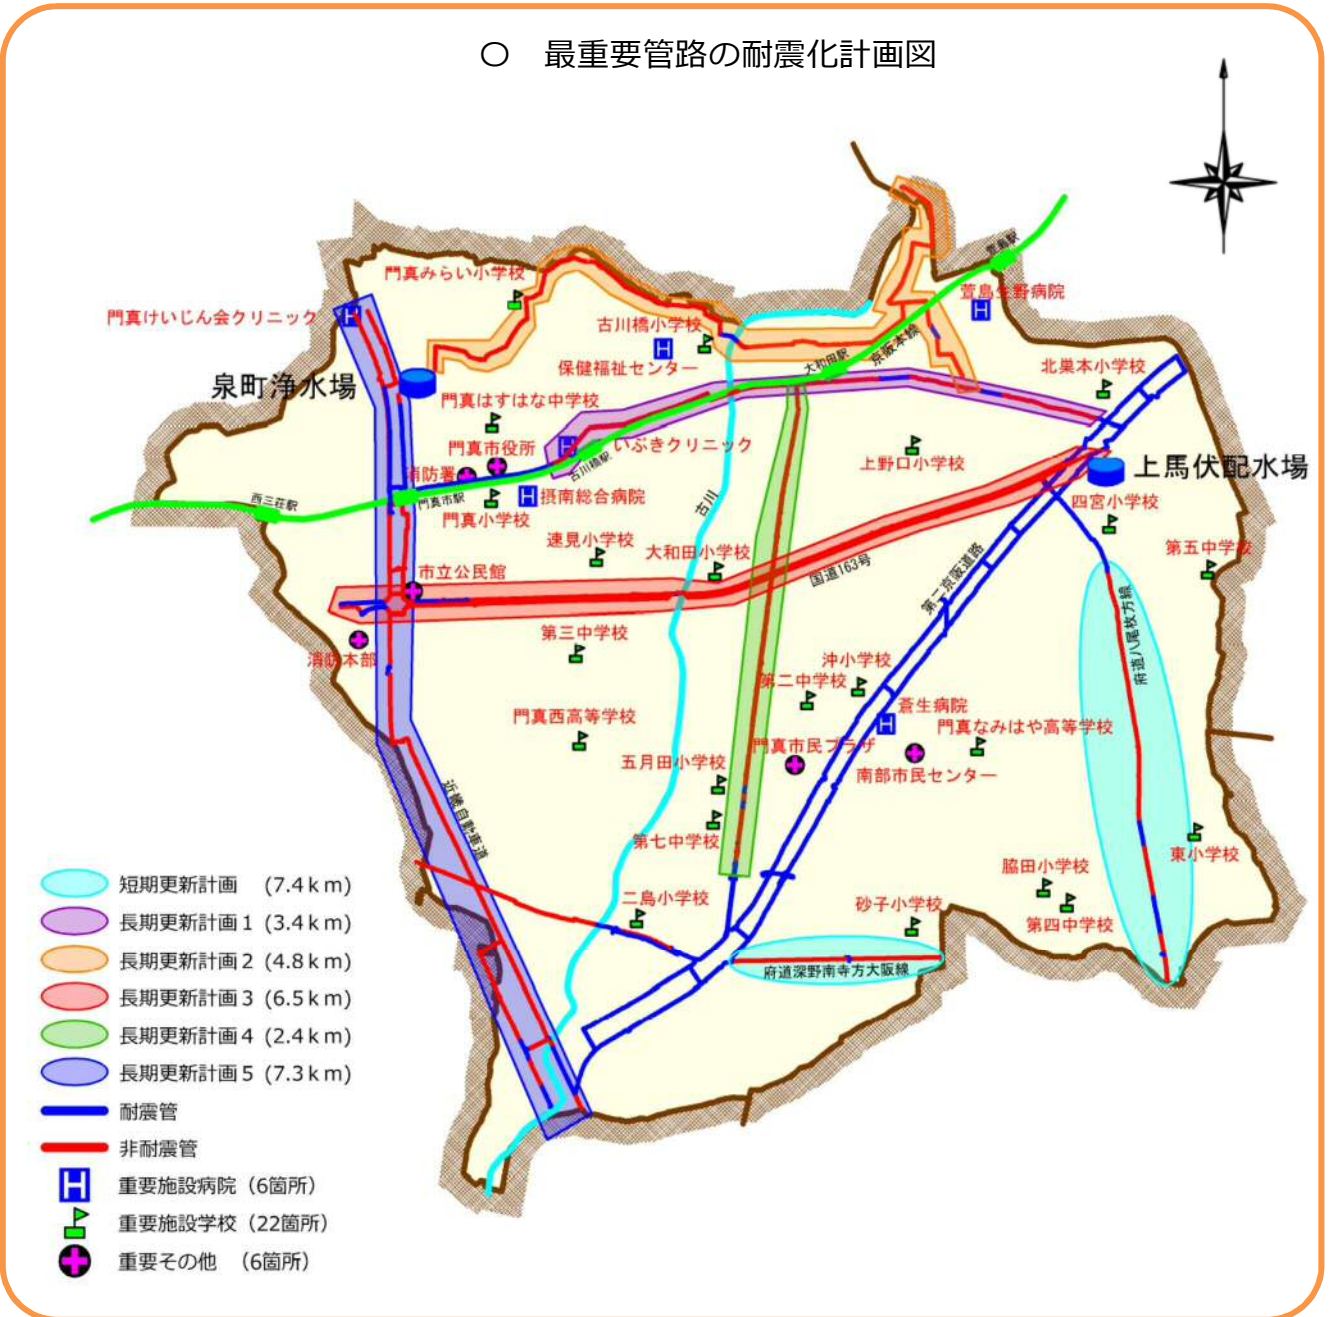 〇 最重要管路の耐震化計画図
萱島駅
門真みらい小学校
萱島生野病院
門真けいじん会クリニック
古川橋小学校
京阪本線
大和田駅
保健福祉センター
北巣本小学校
泉町浄水場
門真はすはな中学校
門真市役所
いぶきクリニック
古川橋駅
上野口小学校
上馬伏配水場
消防署
西三荘駅
門真市駅
摂南総合病院
古川
四宮小学校
門真小学校
速見小学校
大和田小学校
第五中学校
市立公民館
国道163号
第二京阪道路
府道八尾枚方線
第三中学校
消防本部
沖小学校
第二中学校
蒼生病院
門真西高等学校
門真なみはや高等学校
門真市民プラザ
五月田小学校
南部市民センター
近畿自動車道
第七中学校
東小学校
脇田小学校
二島小学校
砂子小学校
第四中学校
府道深野南寺方大阪線
短期更新計画 (7.4km)
長期更新計画1 (3.4km)
長期更新計画2 (4.8km)
長期更新計画3 (6.5km)
長期更新計画4 (2.4km)
長期更新計画5 (7.3km)
耐震管
非耐震管
H 重要施設病院（6箇所）
重要施設学校（22箇所）
重要その他 （6箇所）